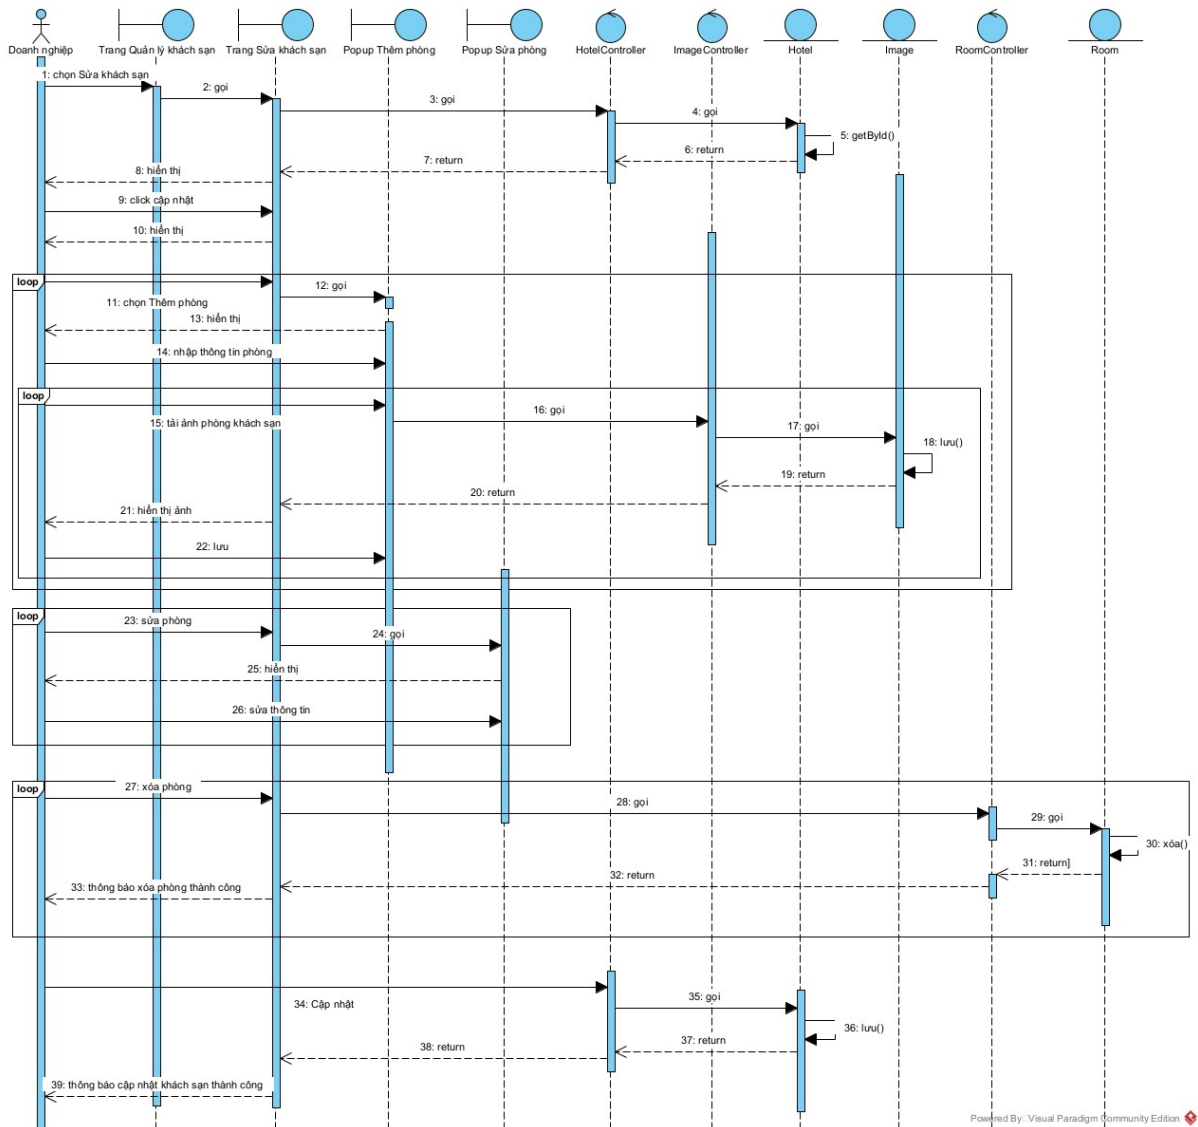 Doanh nghiệp
Trang Quản lý khách sạn
Trang Sửa khách sạn
Popup Thêm phòng
Popup Sửa phòng
HotelController
ImageController
Hotel
Image
RoomController
Room
1: chọn Sửa khách sạn
2: gọi
3: gọi
4: gọi
5: getById()
6: return
7: return
8: hiển thị
9: click cập nhật
10: hiển thị
loop
12: gọi
11: chọn Thêm phòng
13: hiển thị
14: nhập thông tin phòng
loop
16: gọi
15: tải ảnh phòng khách sạn
17: gọi
18: lưu()
19: return
20: return
21: hiển thị ảnh
22: lưu
loop
23: sửa phòng
24: gọi
25: hiển thị
26: sửa thông tin
loop
27: xóa phòng
28: gọi
29: gọi
30: xóa()
31: return]
32: return
33: thông báo xóa phòng thành công
34: Cập nhật
35: gọi
36: lưu()
37: return
38: return
39: thông báo cập nhật khách sạn thành công
Powered By Visual Paradigm Community Edition